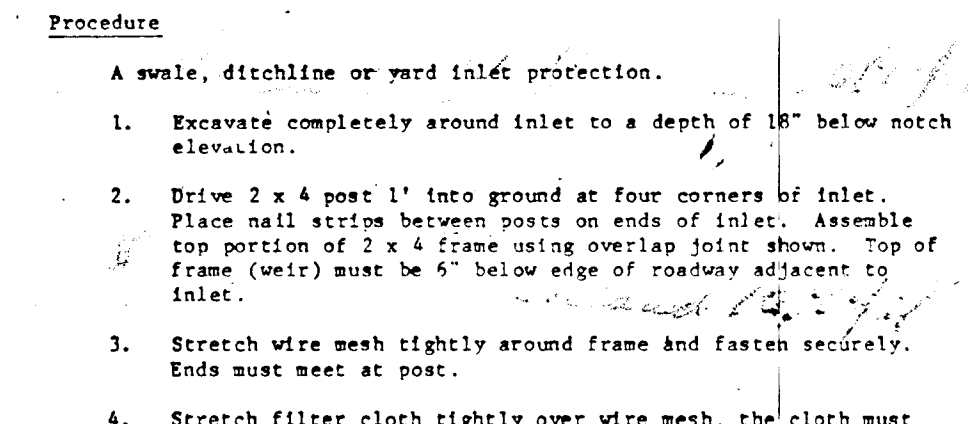 Procedure
A swale, ditchline or yard inlet protection.
1. Excavate completely around inlet to a depth of 18" below notch
elevation.
2. Drive 2 x 4 post 1' into ground at four corners of inlet.
Place nail strips between posts on ends of inlet. Assemble
top portion of 2 x 4 frame using overlap joint shown. Top of
frame (weir) must be 6" below edge of roadway adjacent to
inlet.
and
3. Stretch wire mesh tightly around frame and fasten securely.
Ends must meet at post.
4. Stretch filter cloth tightly over wire mesh, the cloth must